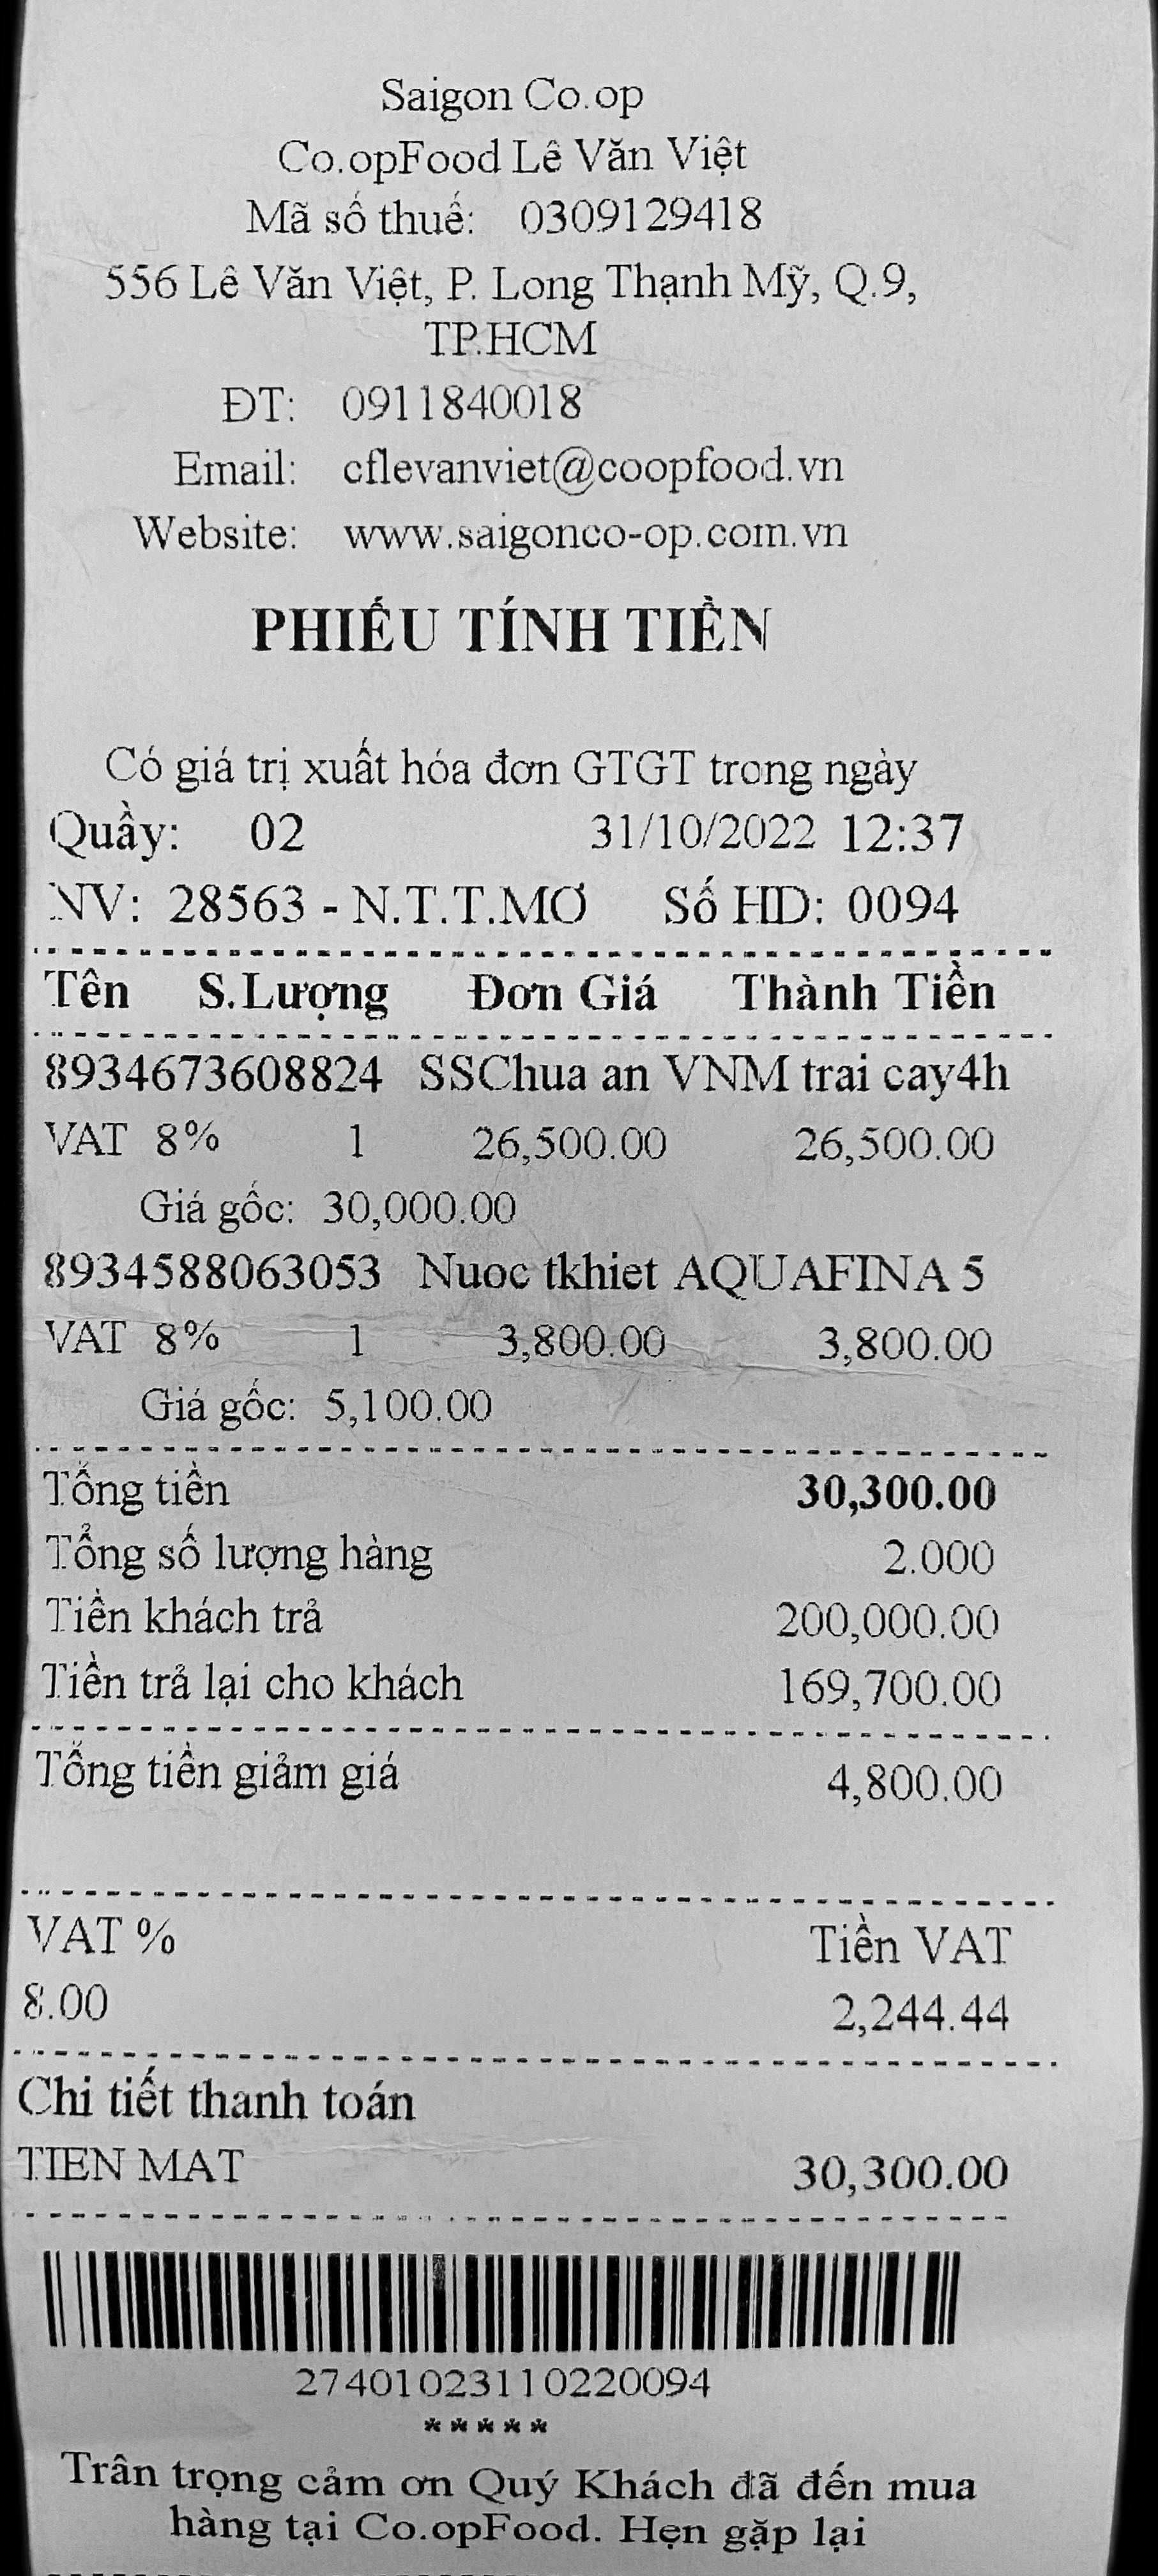 Saigon Co.op
Co.opFood Lê Văn Việt
Mã số thuế: 0309129418
556 Lê Văn Việt, P. Long Thạnh Mỹ, Q.9,
TP.HCM
ĐT: 0911840018
Email: cflevanviet@coopfood.vn
Website: www.saigonco-op.com.vn
PHIẾU TÍNH TIỀN
Có giá trị xuất hóa đơn GTGT trong ngày
Quầy: 02 31/10/2022 12:37
NV: 28563 - N.T.T.MƠ Số HD: 0094
Tên S.Lượng Đơn Giá Thành Tiền
8934673608824 SSChua an VNM trai cay4h
VAT 8% 1 26,500.00 26,500.00
Giá gốc: 30,000.00
8934588063053 Nuoc tkhiet AQUAFINA 5
VAT 8% 1 3,800.00 3,800.00
Giá gốc: 5,100.00
Tổng tiền 30,300.00
Tổng số lượng hàng 2.000
Tiền khách trả 200,000.00
Tiền trả lại cho khách 169,700.00
Tổng tiền giảm giá 4,800.00
VAT % Tiền VAT
8.00 2,244.44
Chi tiết thanh toán
TIEN MAT 30,300.00
27401023110220094
*****
Trân trọng cảm ơn Quý Khách đã đến mua
hàng tại Co.opFood. Hẹn gặp lại